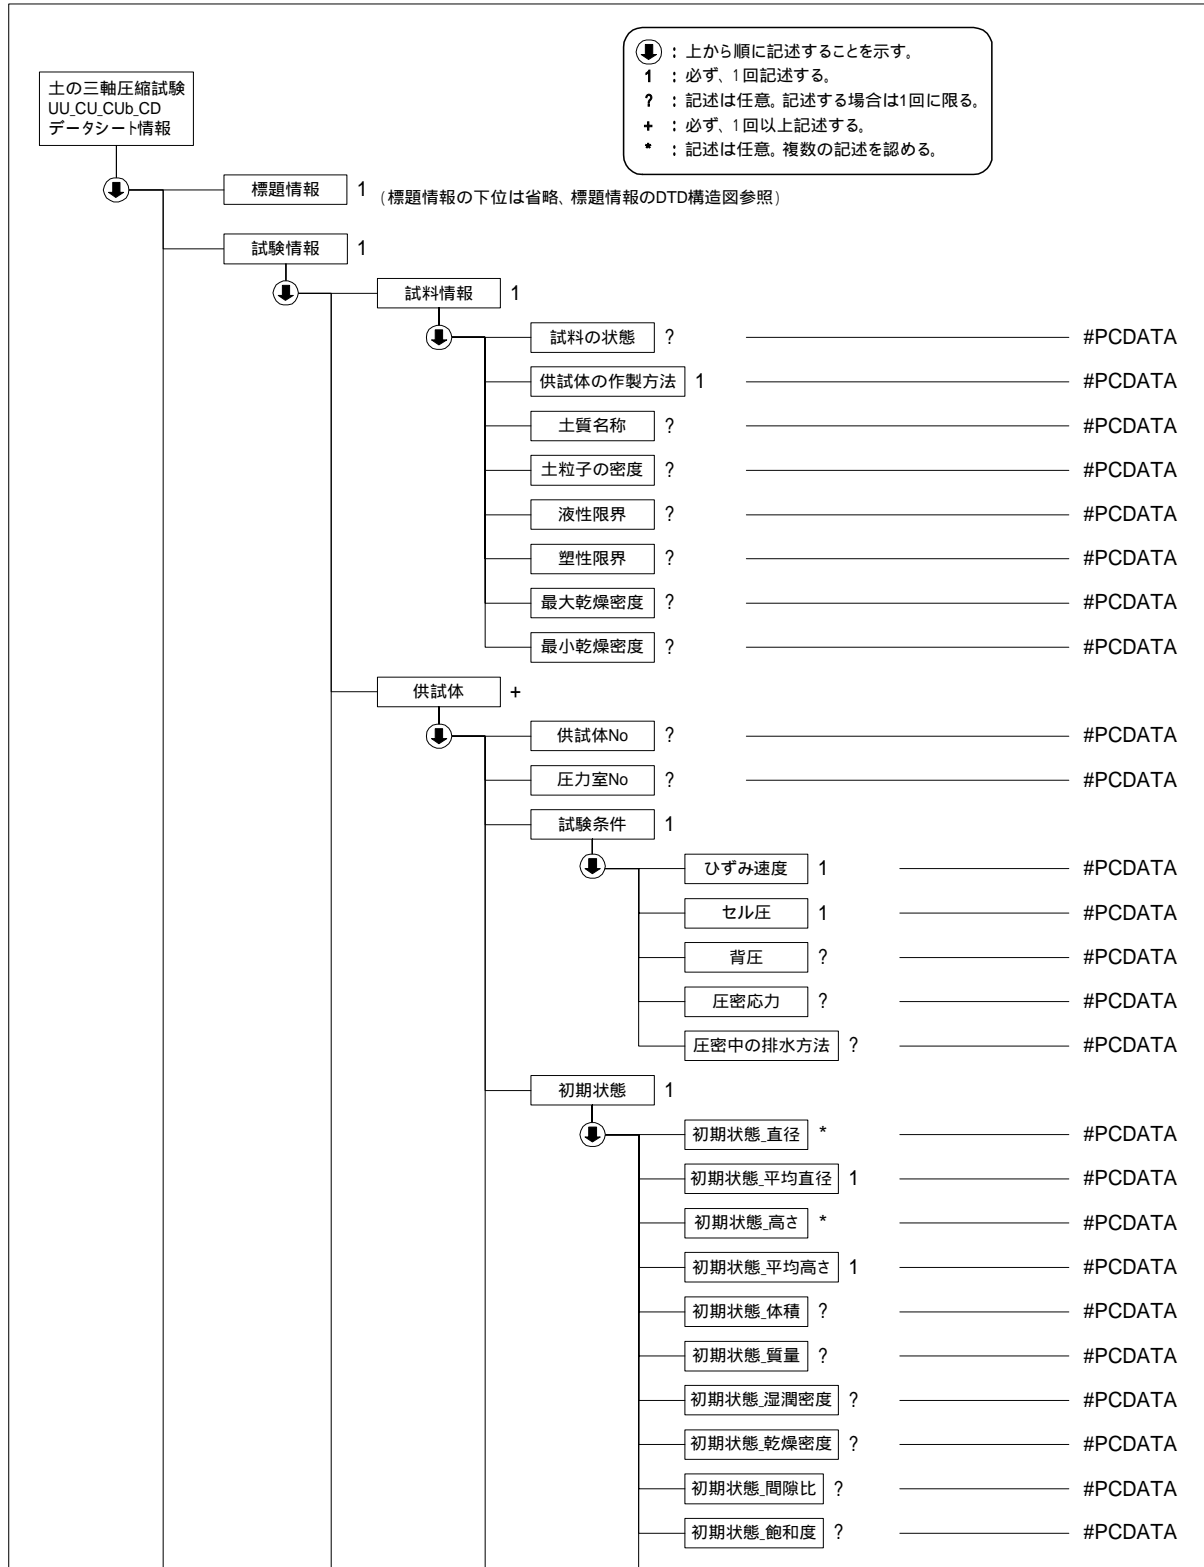 : 上から順に記述することを示す。
1 : 必ず、1回記述する。
? : 記述は任意。記述する場合は1回に限る。
+ : 必ず、1回以上記述する。
* : 記述は任意。複数の記述を認める。
土の三軸圧縮試験
UU_CU_CUb_CD
データシート情報
標題情報 1 (標題情報の下位は省略、標題情報のDTD構造図参照)
試験情報 1
試料情報 1
試料の状態 ? #PCDATA
供試体の作製方法 1 #PCDATA
土質名称 ? #PCDATA
土粒子の密度 ? #PCDATA
液性限界 ? #PCDATA
塑性限界 ? #PCDATA
最大乾燥密度 ? #PCDATA
最小乾燥密度 ? #PCDATA
供試体 +
供試体No ? #PCDATA
圧力室No ? #PCDATA
試験条件 1
ひずみ速度 1 #PCDATA
セル圧 1 #PCDATA
背圧 ? #PCDATA
圧密応力 ? #PCDATA
圧密中の排水方法 ? #PCDATA
初期状態 1
初期状態_直径 * #PCDATA
初期状態_平均直径 1 #PCDATA
初期状態_高さ * #PCDATA
初期状態_平均高さ 1 #PCDATA
初期状態_体積 ? #PCDATA
初期状態_質量 ? #PCDATA
初期状態_湿潤密度 ? #PCDATA
初期状態_乾燥密度 ? #PCDATA
初期状態_間隙比 ? #PCDATA
初期状態_飽和度 ? #PCDATA